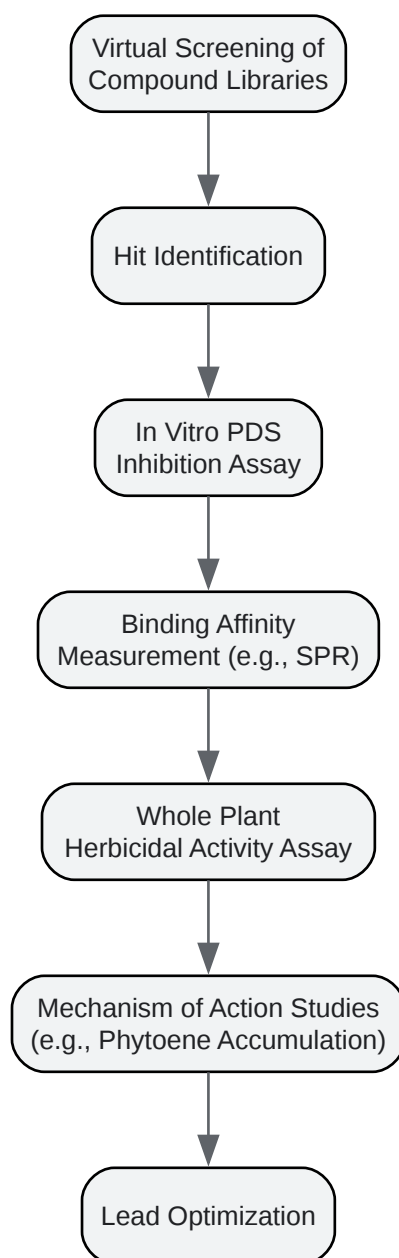 Virtual Screening of
Compound Libraries
Hit Identification
In Vitro PDS
Inhibition Assay
Binding Affinity
Measurement (e.g., SPR)
Whole Plant
Herbicidal Activity Assay
Mechanism of Action Studies
(e.g., Phytoene Accumulation)
Lead Optimization